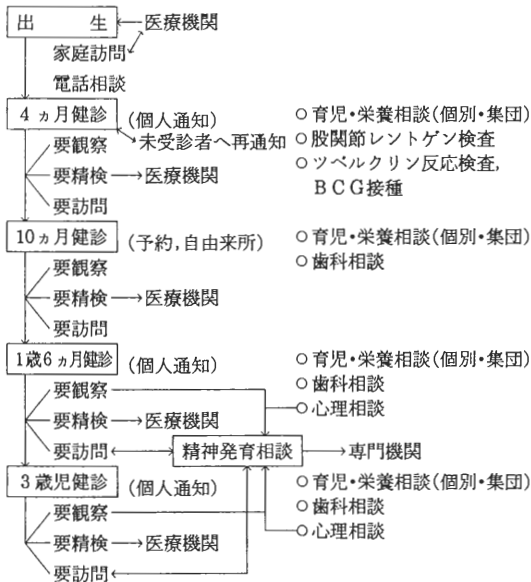 出 生 医療機関
家庭訪問
電話相談
4ヵ月健診 (個人通知) ○育児・栄養相談(個別・集団)
未受診者へ再通知 ○股関節レントゲン検査
要観察 ○ツベルクリン反応検査,
要精検 医療機関 BCG接種
要訪問
10ヵ月健診 (予約,自由来所) ○育児・栄養相談(個別・集団)
要観察 ○歯科相談
要精検 医療機関
要訪問
1歳6ヵ月健診 (個人通知) ○育児・栄養相談(個別・集団)
要観察 ○歯科相談
要精検 医療機関 ○心理相談
要訪問 精神発育相談 専門機関
3歳児健診 (個人通知) ○育児・栄養相談(個別・集団)
要観察 ○歯科相談
要精検 医療機関 ○心理相談
要訪問